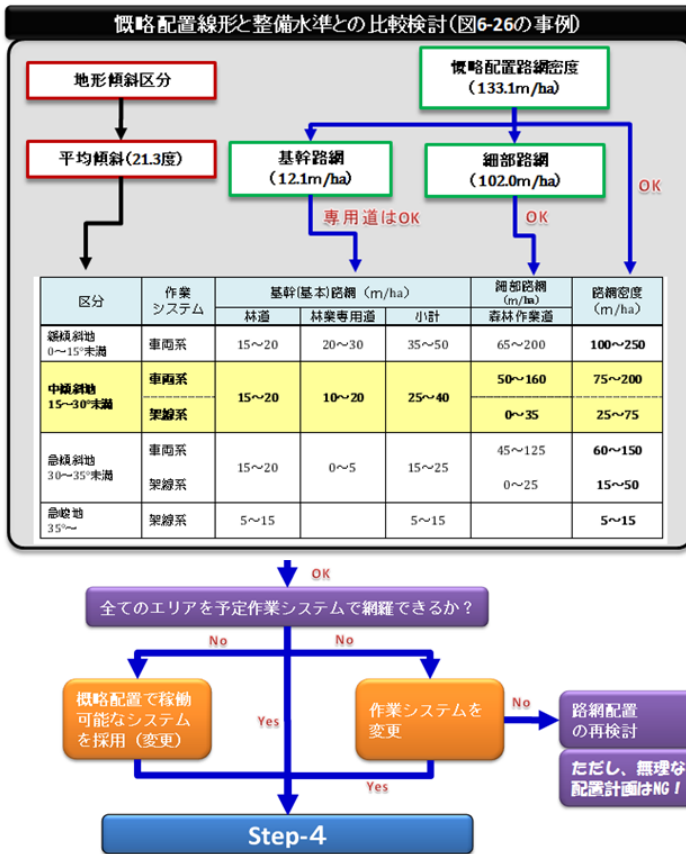 概略配置線形と整備水準との比較検討(図6-26の事例)
地形傾斜区分
概略配置路網密度
(133.1m/ha)
平均傾斜(21.3度)
基幹路網
(12.1m/ha)
細部路網
(102.0m/ha)
OK
専用道はOK
OK
区分
作業
システム
基幹(基本)路網 (m/ha)
細部路網
(m/ha)
路網密度
(m/ha)
林道
林業専用道
小計
森林作業道
緩傾斜地
0～15°未満
車両系
15～20
20～30
35～50
65～200
100～250
中傾斜地
15～30°未満
車両系
15～20
10～20
25～40
50～160
75～200
架線系
0～35
25～75
急傾斜地
30～35°未満
車両系
15～20
0～5
15～25
45～125
60～150
架線系
0～25
15～50
急峻地
35°～
架線系
5～15
5～15
5～15
OK
全てのエリアを予定作業システムで網羅できるか？
No
No
概略配置で稼働
可能なシステム
を採用（変更）
Yes
作業システムを
変更
No
路網配置
の再検討
ただし、無理な
配置計画はNG！
Yes
Step-4